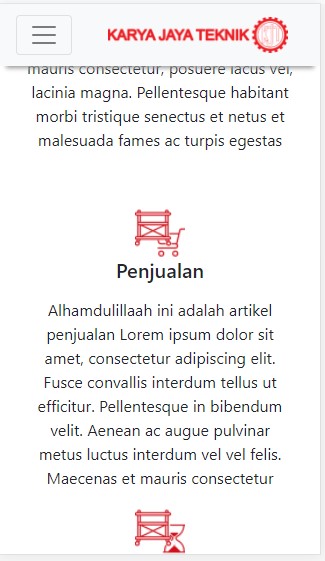 KARYA JAYA TEKNIK
mauris consectetur, posuere lacus vel,
lacinia magna. Pellentesque habitant
morbi tristique senectus et netus et
malesuada fames ac turpis egestas
Penjualan
Alhamdulillaah ini adalah artikel
penjualan Lorem ipsum dolor sit
amet, consectetur adipiscing elit.
Fusce convallis interdum tellus ut
efficitur. Pellentesque in bibendum
velit. Aenean ac augue pulvinar
metus luctus interdum vel vel felis.
Maecenas et mauris consectetur